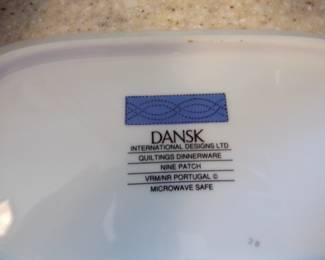 DANSK
INTERNATIONAL DESIGNS LTD
QUILTINGS DINNERWARE
NINE PATCH
VRM/NR PORTUGAL ©
MICROWAVE SAFE